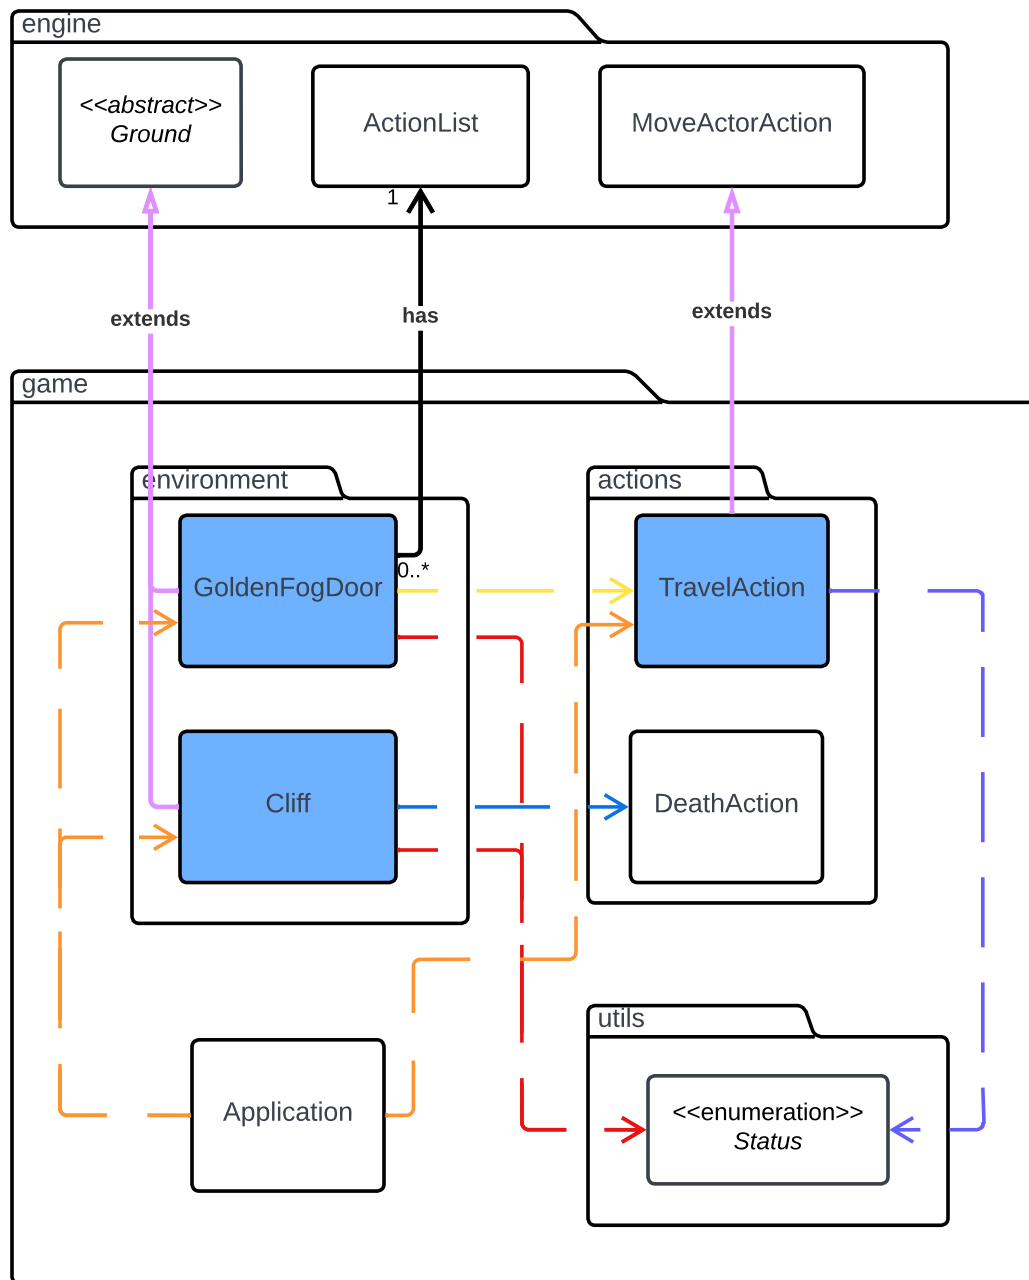 engine
<<abstract>>
Ground
ActionList
MoveActorAction
1
extends
has
extends
game
environment
actions
GoldenFogDoor
0..*
TravelAction
Cliff
DeathAction
utils
Application
<<enumeration>>
Status